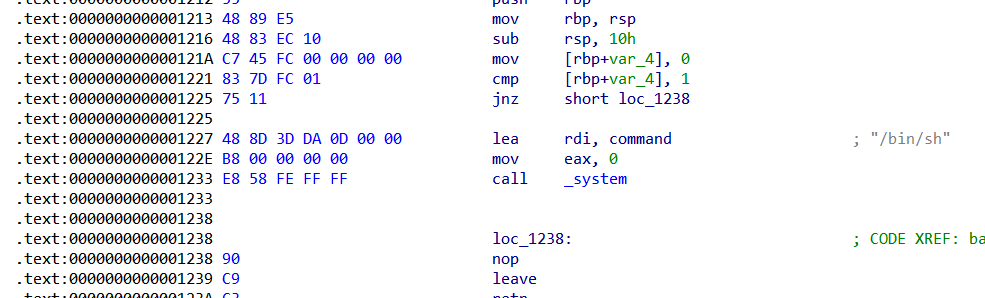 .text:0000000000001212 55 push rbp
.text:0000000000001213 48 89 E5 mov rbp, rsp
.text:0000000000001216 48 83 EC 10 sub rsp, 10h
.text:000000000000121A C7 45 FC 00 00 00 00 mov [rbp+var_4], 0
.text:0000000000001221 83 7D FC 01 cmp [rbp+var_4], 1
.text:0000000000001225 75 11 jnz short loc_1238
.text:0000000000001225
.text:0000000000001227 48 8D 3D DA 0D 00 00 lea rdi, command ; "/bin/sh"
.text:000000000000122E B8 00 00 00 00 mov eax, 0
.text:0000000000001233 E8 58 FE FF FF call _system
.text:0000000000001233
.text:0000000000001238
.text:0000000000001238 loc_1238: ; CODE XREF: ba
.text:0000000000001238 90 nop
.text:0000000000001239 C9 leave
.text:000000000000123A C3 retn